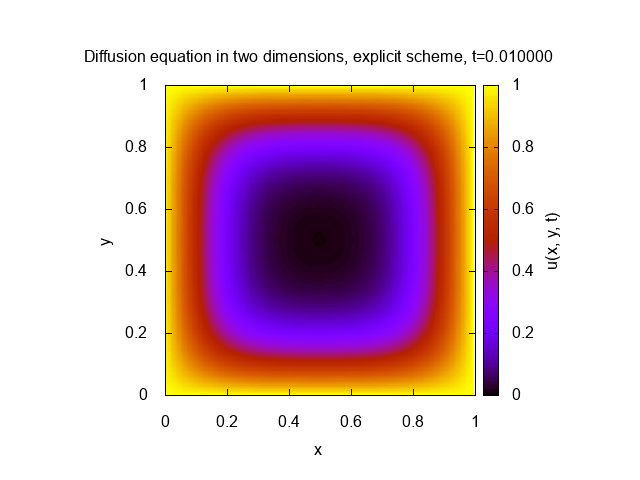 Diffusion equation in two dimensions, explicit scheme, t=0.010000
1
0.8
0.6
0.4
0.2
0
y
0 0.2 0.4 0.6 0.8 1
x
1
0.8
0.6
0.4
0.2
0
u(x, y, t)